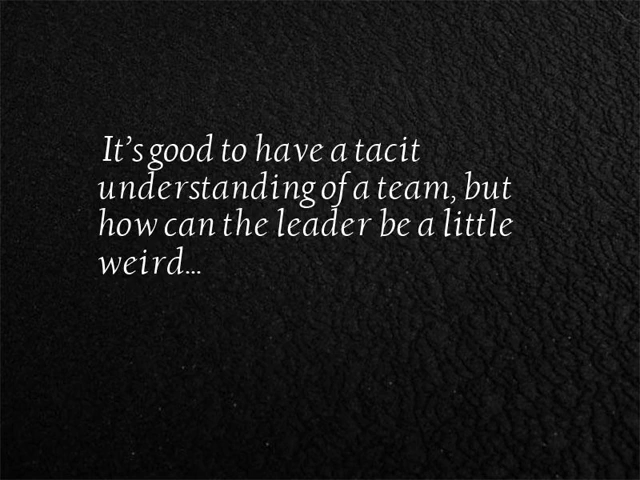 It's good to have a tacit
understanding of a team, but
how can the leader be a little
weird...